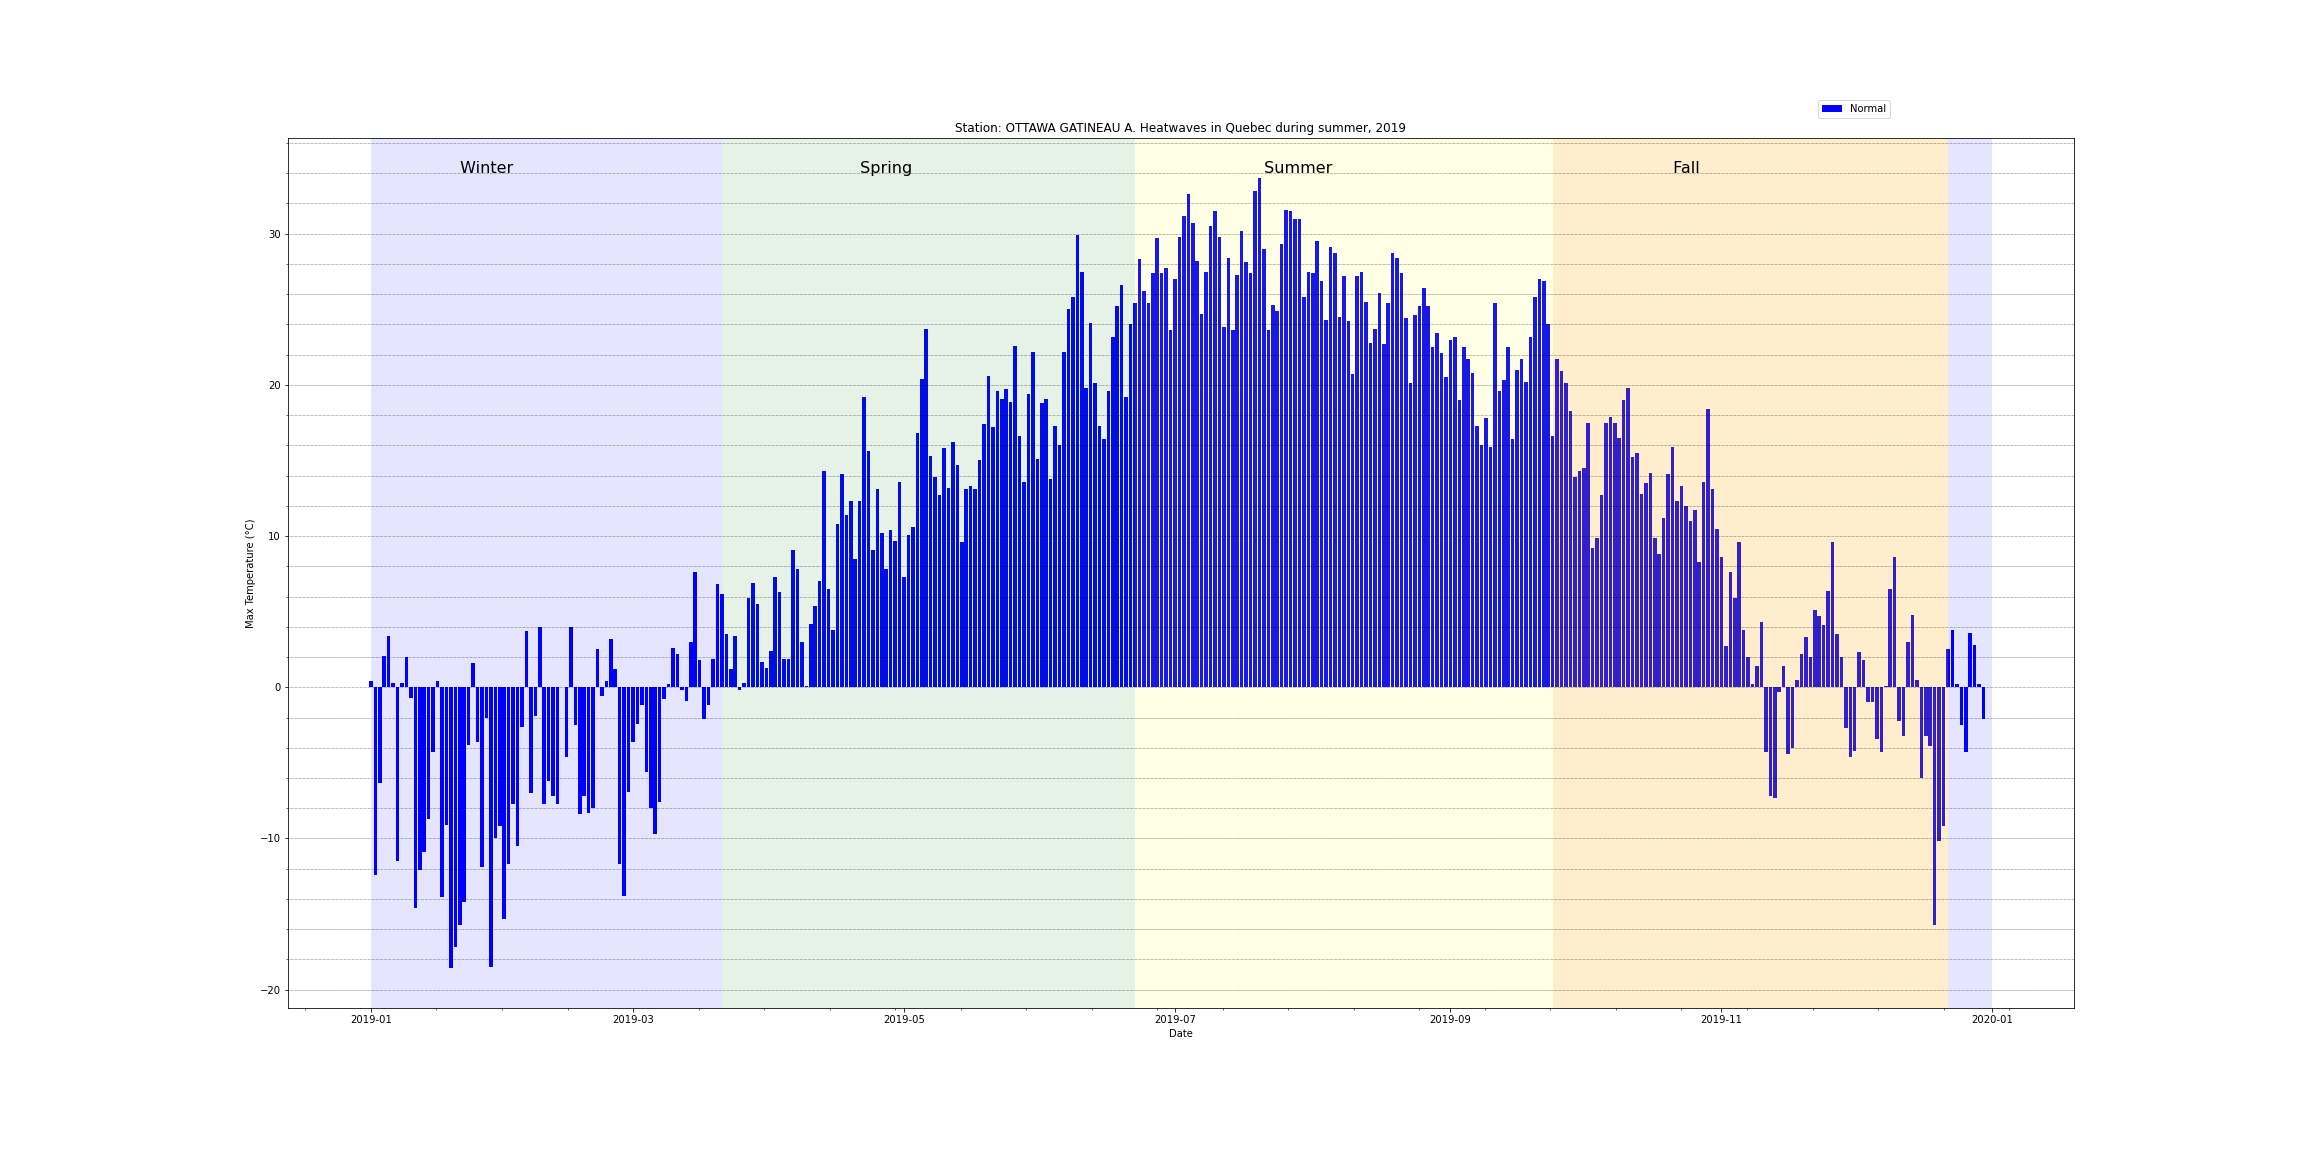 Normal
Station: OTTAWA GATINEAU A. Heatwaves in Quebec during summer, 2019
Winter Spring Summer Fall
30
20
10
0
−10
−20
Max Temperature (°C)
2019-01 2019-03 2019-05 2019-07 2019-09 2019-11 2020-01
Date